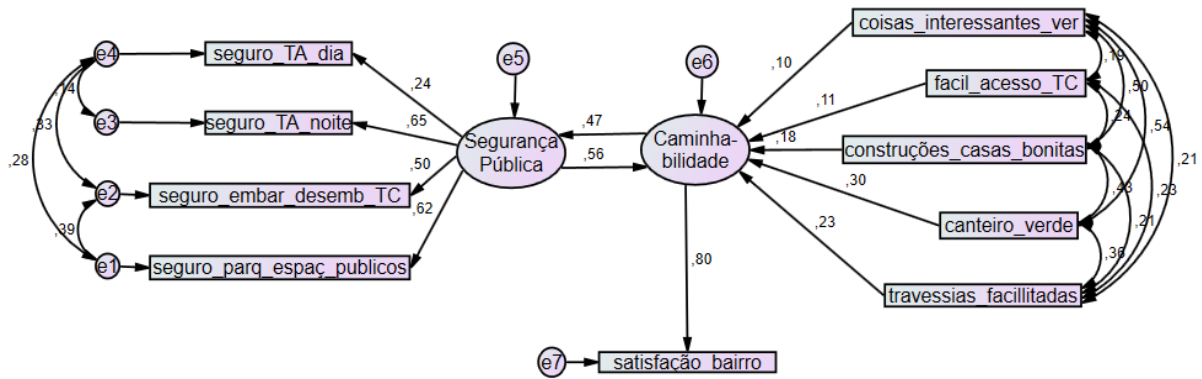 coisas_interessantes_ver
e4
seguro_TA_dia
e5
e6
,19
,14
,24
,10
facil_acesso_TC
,50
e3
seguro_TA_noite
,65
Segurança
Pública
,47
Caminha-
bilidade
,11
,24
,54
,33
,18
construções_casas_bonitas
,28
,50
,56
,21
e2
seguro_embar_desemb_TC
,62
,30
,43
,23
,39
,23
canteiro_verde
,21
e1
seguro_parq_espaç_publicos
,80
,36
travessias_facillitadas
e7
satisfação_bairro